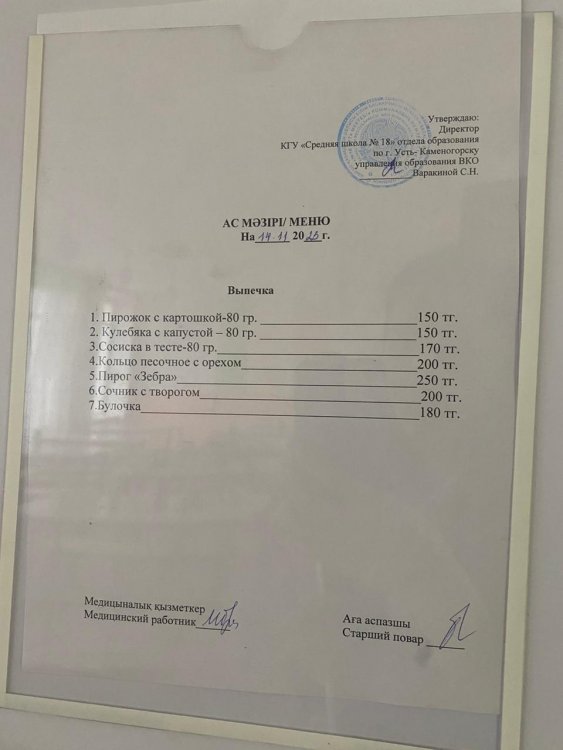 Утверждаю:
Директор
КГУ «Средняя школа № 18» отдела образования
по г. Усть- Каменогорску
управления образования ВКО
Варакиной С.Н.
АС МӘЗІРІ/ МЕНЮ
На 14.11 2025 г.
Выпечка
1. Пирожок с картошкой-80 гр. 150 тг.
2. Кулебяка с капустой – 80 гр. 150 тг.
3.Сосиска в тесте-80 гр. 170 тг.
4.Кольцо песочное с орехом 200 тг.
5.Пирог «Зебра» 250 тг.
6.Сочник с творогом 200 тг.
7.Булочка 180 тг.
Медициналық қызметкер
Медицинский работник
Аға аспазшы
Старший повар